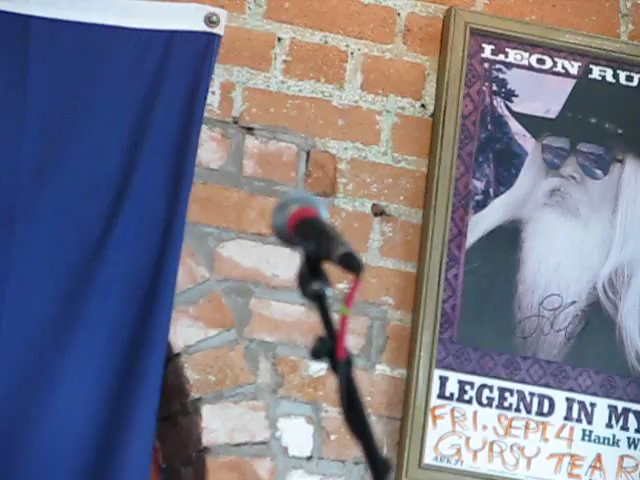 LEON RU
LEGEND IN MY
FRI. SEPT 4
Hank W
GYPSY TEA R